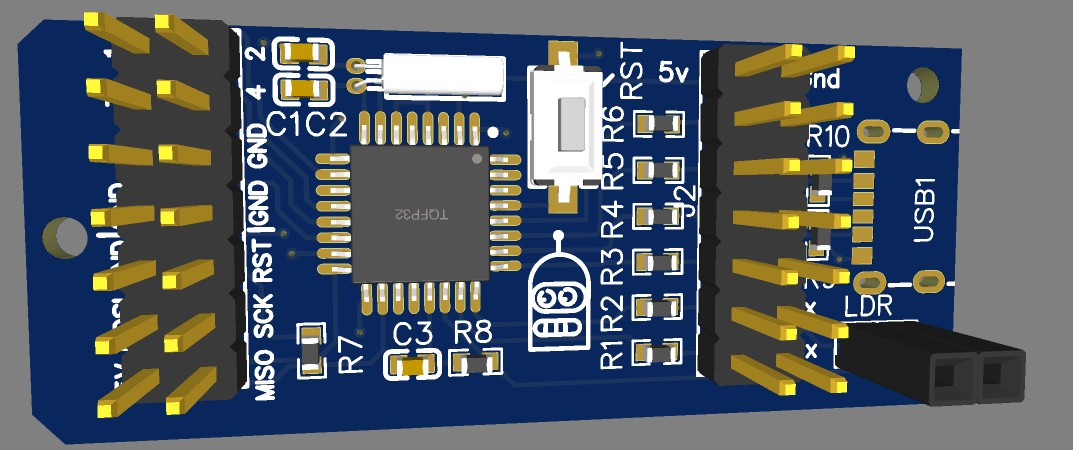 2
4
C1C2
GND
|GND
RST
SCK
MISO
TQFP32
RST
5v
R6
R5
R4
R3
R2
R1
J2
R7
C3
R8
R10
USB1
LDR
x
x